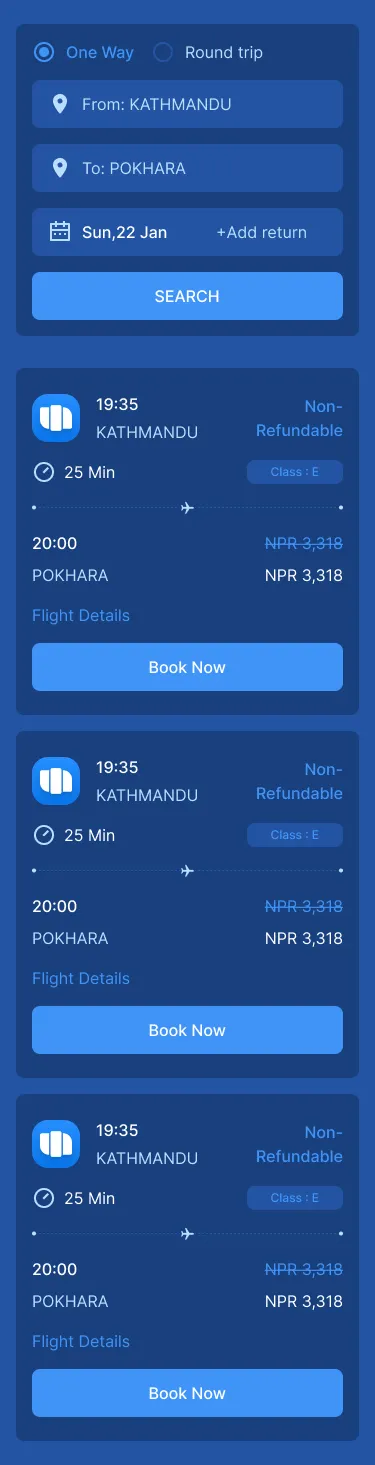 One Way Round trip
From: KATHMANDU
To: POKHARA
Sun,22 Jan +Add return
SEARCH
19:35
KATHMANDU
Non-
Refundable
25 Min
Class : E
20:00
POKHARA
NPR 3,318
NPR 3,318
Flight Details
Book Now
19:35
KATHMANDU
Non-
Refundable
25 Min
Class : E
20:00
POKHARA
NPR 3,318
NPR 3,318
Flight Details
Book Now
19:35
KATHMANDU
Non-
Refundable
25 Min
Class : E
20:00
POKHARA
NPR 3,318
NPR 3,318
Flight Details
Book Now